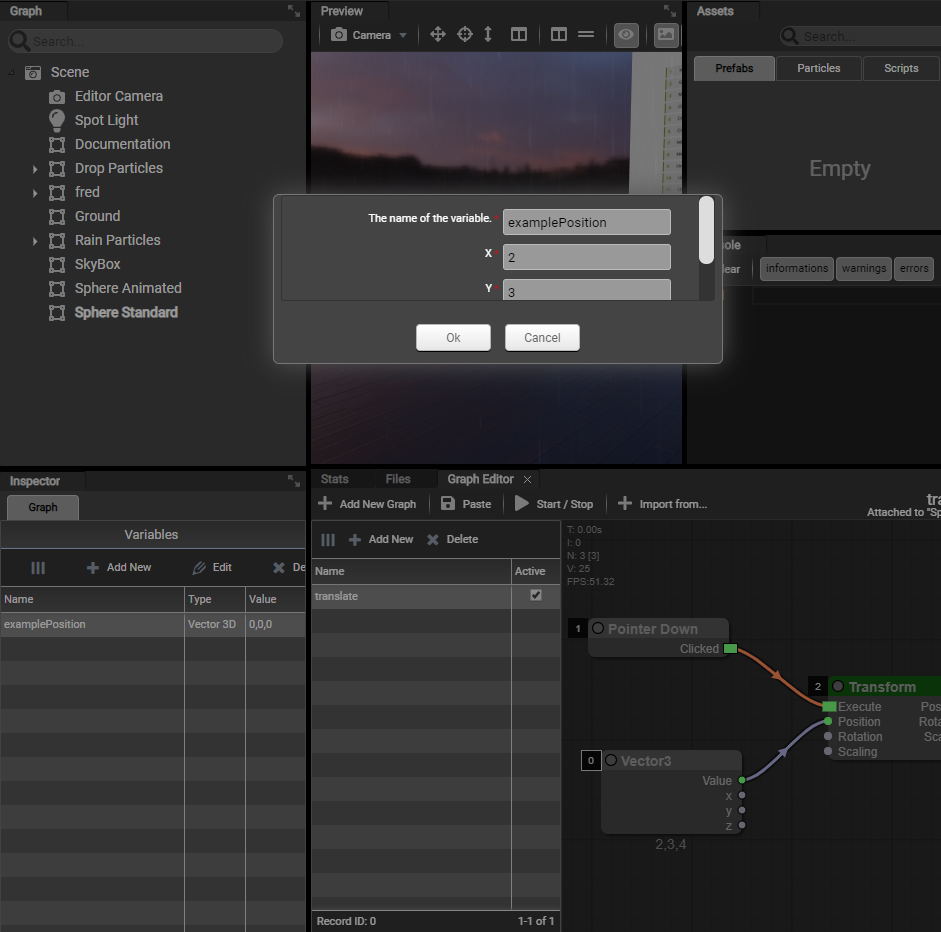 Graph
Search...
Scene
Editor Camera
Spot Light
Documentation
Drop Particles
fred
Ground
Rain Particles
SkyBox
Sphere Animated
Sphere Standard
Preview
Camera
Assets
Search...
Prefabs
Particles
Scripts
Empty
ole
ear
informations
warnings
errors
The name of the variable. *
examplePosition
X *
2
Y *
3
Ok
Cancel
Inspector
Graph
Variables
Add New
Edit
De
Name
Type
Value
examplePosition
Vector 3D
0,0,0
Stats
Files
Graph Editor
Add New Graph
Paste
Start / Stop
Import from...
tra
Attached to "Sp
Add New
Delete
Name
Active
translate
Record ID: 0
1-1 of 1
T: 0.00s
I: 0
N: 3 [3]
V: 25
FPS:51.32
1
Pointer Down
Clicked
2
Transform
Execute
Pos
Position
Rota
Rotation
Sca
Scaling
0
Vector3
Value
x
y
z
2,3,4